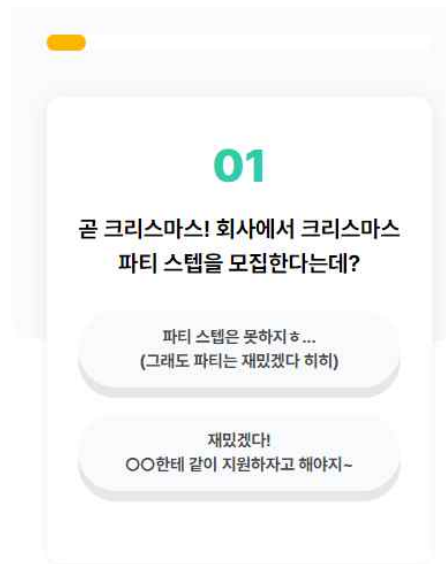 01
곧 크리스마스! 회사에서 크리스마스
파티 스텝을 모집한다는데?
파티 스텝은 못하지ㅎ...
(그래도 파티는 재밌겠다 히히)
재밌겠다!
○○한테 같이 지원하자고 해야지~